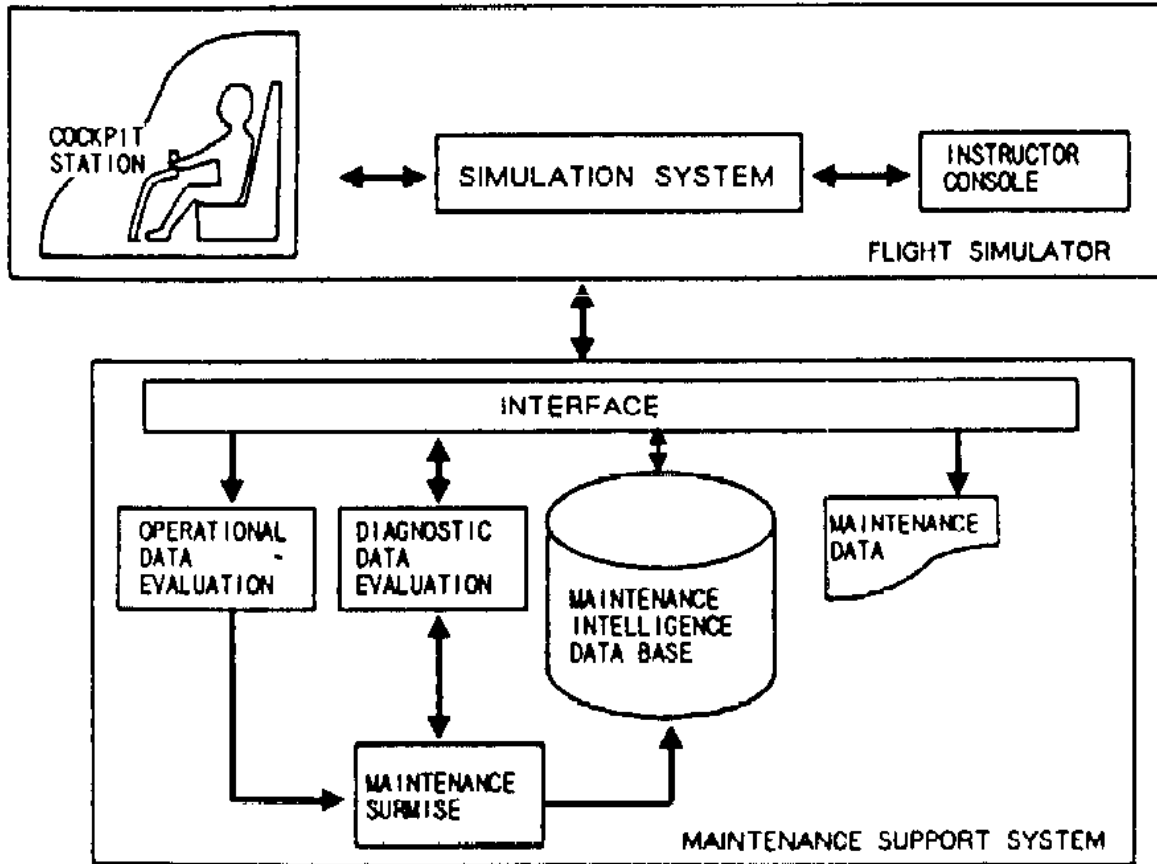 COCKPIT
STATION
SIMULATION SYSTEM
INSTRUCTOR
CONSOLE
FLIGHT SIMULATOR
INTERFACE
OPERATIONAL
DATA
EVALUATION
DIAGNOSTIC
DATA
EVALUATION
MAINTENANCE
INTELLIGENCE
DATA BASE
MAINTENANCE
DATA
MAINTENANCE
SURMISE
MAINTENANCE SUPPORT SYSTEM